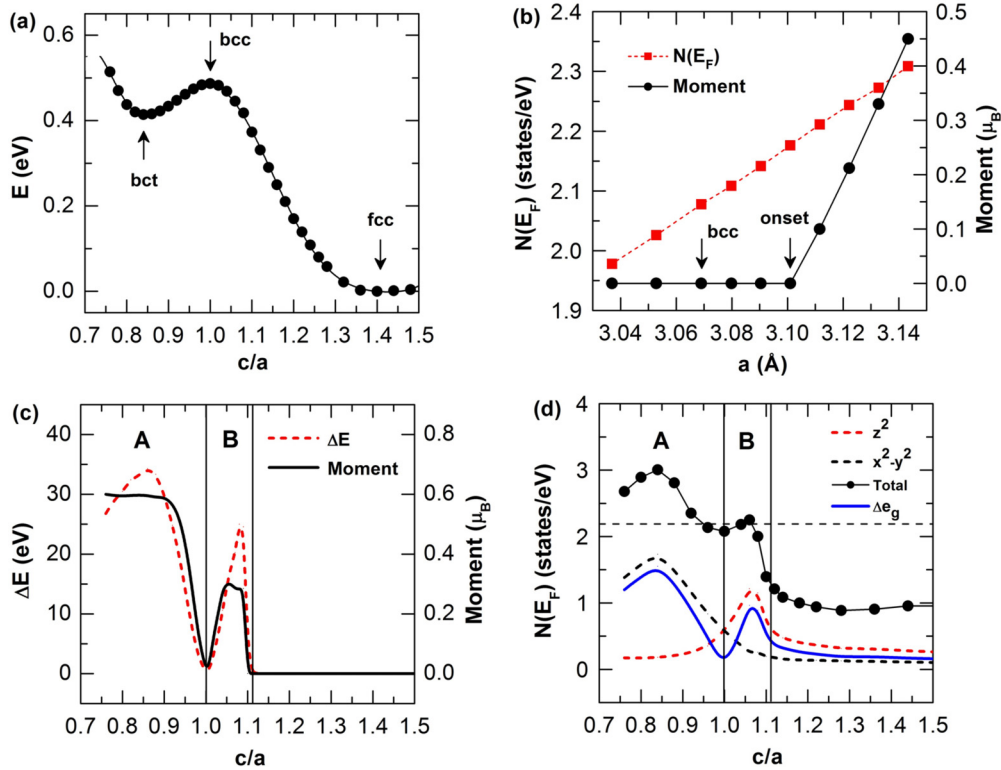 (a)
0.6
0.4
0.2
0.0
E (eV)
bcc
bct
fcc
0.7 0.8 0.9 1.0 1.1 1.2 1.3 1.4 1.5
c/a
(b)
2.4
2.3
2.2
2.1
2.0
1.9
N(E_F) (states/eV)
N(E_F)
Moment
bcc
onset
0.5
0.4
0.3
0.2
0.1
0.0
Moment (μ_B)
3.04 3.06 3.08 3.10 3.12 3.14
a (Å)
(c)
40
30
20
10
0
ΔE (eV)
A
B
ΔE
Moment
0.8
0.6
0.4
0.2
0.0
Moment (μ_B)
0.7 0.8 0.9 1.0 1.1 1.2 1.3 1.4 1.5
c/a
(d)
4
3
2
1
0
N(E_F) (states/eV)
A
B
z²
x²-y²
Total
Δe_g
0.7 0.8 0.9 1.0 1.1 1.2 1.3 1.4 1.5
c/a